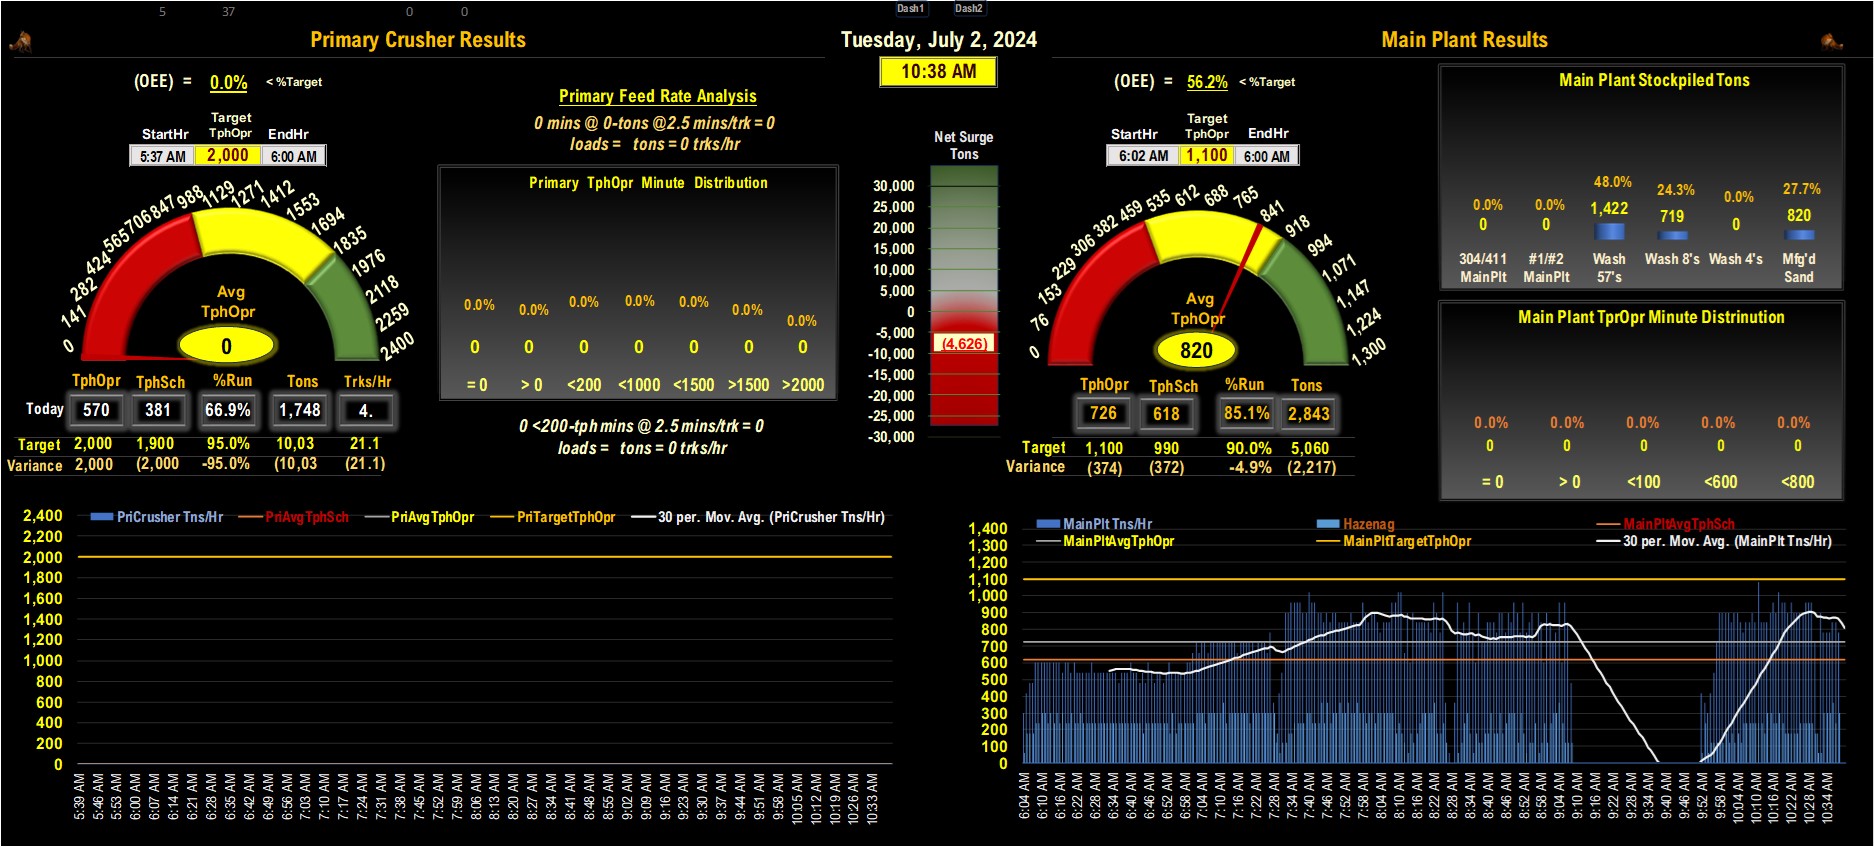 5 37 0 0 Dash1 Dash2
Primary Crusher Results
Tuesday, July 2, 2024
Main Plant Results
10:38 AM
(OEE) = 0.0% < %Target
Target
StartHr TphOpr EndHr
5:37 AM 2,000 6:00 AM
0 141 282 424 565 706 847 988 1129 1271 1412 1553 1694 1835 1976 2118 2259 2400
Avg
TphOpr
0
TphOpr TphSch %Run Tons Trks/Hr
Today 570 381 66.9% 1,748 4.
Target 2,000 1,900 95.0% 10,03 21.1
Variance 2,000 (2,000 -95.0% (10,03 (21.1)
Primary Feed Rate Analysis
0 mins @ 0-tons @2.5 mins/trk = 0
loads = tons = 0 trks/hr
Primary TphOpr Minute Distribution
0.0% 0.0% 0.0% 0.0% 0.0% 0.0% 0.0%
0 0 0 0 0 0 0
= 0 > 0 <200 <1000 <1500 >1500 >2000
0 <200-tph mins @ 2.5 mins/trk = 0
loads = tons = 0 trks/hr
Net Surge
Tons
30,000
25,000
20,000
15,000
10,000
5,000
0
-5,000
(4,626)
-10,000
-15,000
-20,000
-25,000
-30,000
(OEE) = 56.2% < %Target
Target
StartHr TphOpr EndHr
6:02 AM 1,100 6:00 AM
0 76 153 229 306 382 459 535 612 688 765 841 918 994 1,071 1,147 1,224 1,300
Avg
TphOpr
820
TphOpr TphSch %Run Tons
726 618 85.1% 2,843
Target 1,100 990 90.0% 5,060
Variance (374) (372) -4.9% (2,217)
Main Plant Stockpiled Tons
0.0% 0.0% 48.0% 24.3% 0.0% 27.7%
0 0 1,422 719 0 820
304/411 #1/#2 Wash Wash 8's Wash 4's Mfg'd
MainPlt MainPlt 57's Sand
Main Plant TprOpr Minute Distrinution
0.0% 0.0% 0.0% 0.0% 0.0%
0 0 0 0 0
= 0 > 0 <100 <600 <800
PriCrusher Tns/Hr PriAvgTphSch PriAvgTphOpr PriTargetTphOpr 30 per. Mov. Avg. (PriCrusher Tns/Hr)
2,400
2,200
2,000
1,800
1,600
1,400
1,200
1,000
800
600
400
200
0
5:39 AM 5:46 AM 5:53 AM 6:00 AM 6:07 AM 6:14 AM 6:21 AM 6:28 AM 6:35 AM 6:42 AM 6:49 AM 6:56 AM 7:03 AM 7:10 AM 7:17 AM 7:24 AM 7:31 AM 7:38 AM 7:45 AM 7:52 AM 7:59 AM 8:06 AM 8:13 AM 8:20 AM 8:27 AM 8:34 AM 8:41 AM 8:48 AM 8:55 AM 9:02 AM 9:09 AM 9:16 AM 9:23 AM 9:30 AM 9:37 AM 9:44 AM 9:51 AM 9:58 AM 10:05 AM 10:12 AM 10:19 AM 10:26 AM 10:33 AM
MainPlt Tns/Hr Hazenag MainPltAvgTphSch
MainPltAvgTphOpr MainPltTargetTphOpr 30 per. Mov. Avg. (MainPlt Tns/Hr)
1,400
1,300
1,200
1,100
1,000
900
800
700
600
500
400
300
200
100
0
6:04 AM 6:10 AM 6:16 AM 6:22 AM 6:28 AM 6:34 AM 6:40 AM 6:46 AM 6:52 AM 6:58 AM 7:04 AM 7:10 AM 7:16 AM 7:22 AM 7:28 AM 7:34 AM 7:40 AM 7:46 AM 7:52 AM 7:58 AM 8:04 AM 8:10 AM 8:16 AM 8:22 AM 8:28 AM 8:34 AM 8:40 AM 8:46 AM 8:52 AM 8:58 AM 9:04 AM 9:10 AM 9:16 AM 9:22 AM 9:28 AM 9:34 AM 9:40 AM 9:46 AM 9:52 AM 9:58 AM 10:04 AM 10:10 AM 10:16 AM 10:22 AM 10:28 AM 10:34 AM